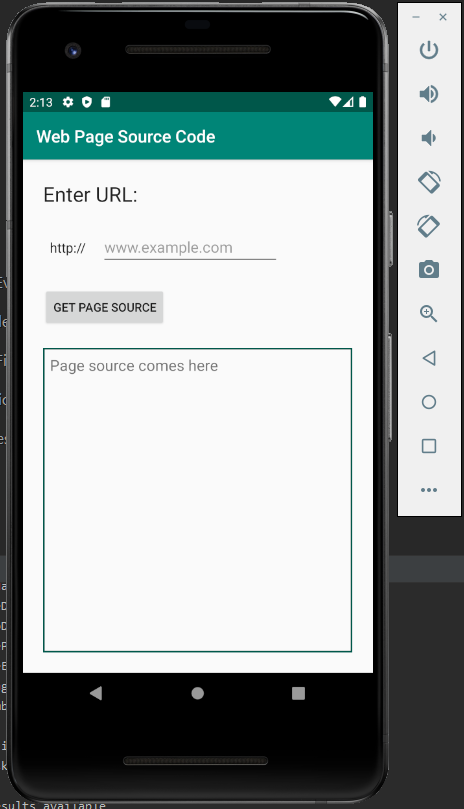 2:13
Web Page Source Code
Enter URL:
http:// www.example.com
GET PAGE SOURCE
Page source comes here
esults available